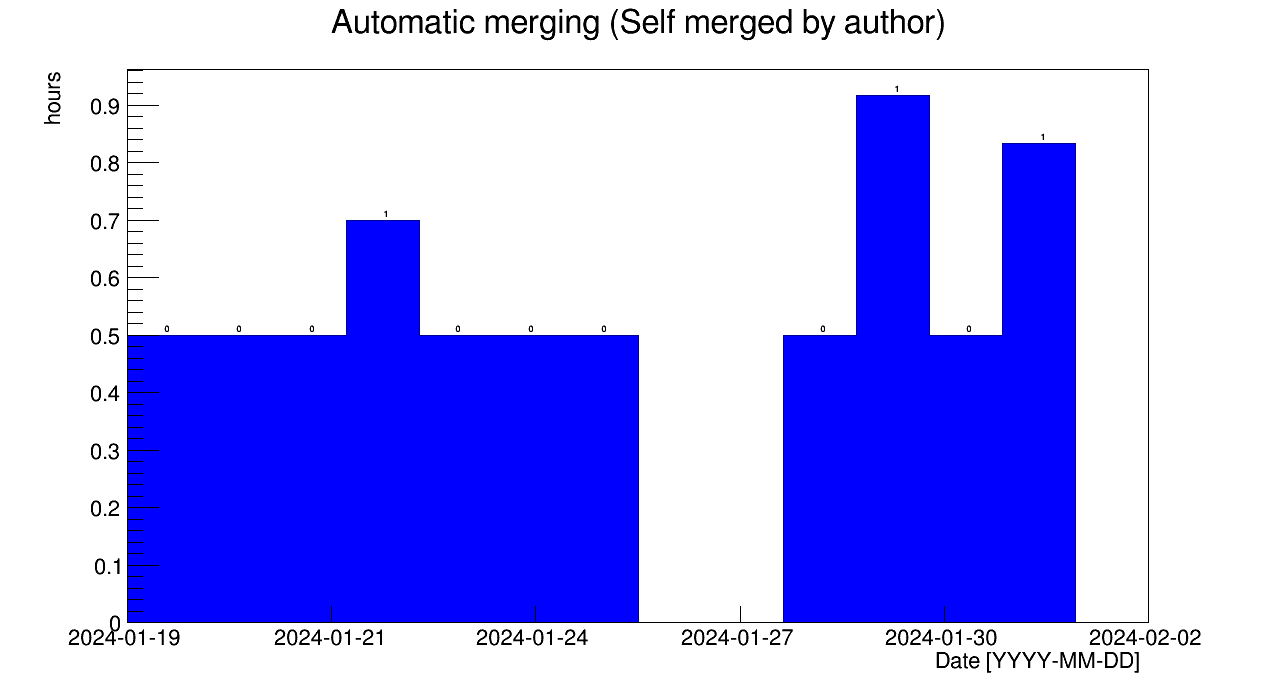 Automatic merging (Self merged by author)
hours
0.9
0.8
0.7
0.6
0.5
0.4
0.3
0.2
0.1
0
0 0 0 1 0 0 0 0 1 0 1
2024-01-19 2024-01-21 2024-01-24 2024-01-27 2024-01-30 2024-02-02
Date [YYYY-MM-DD]